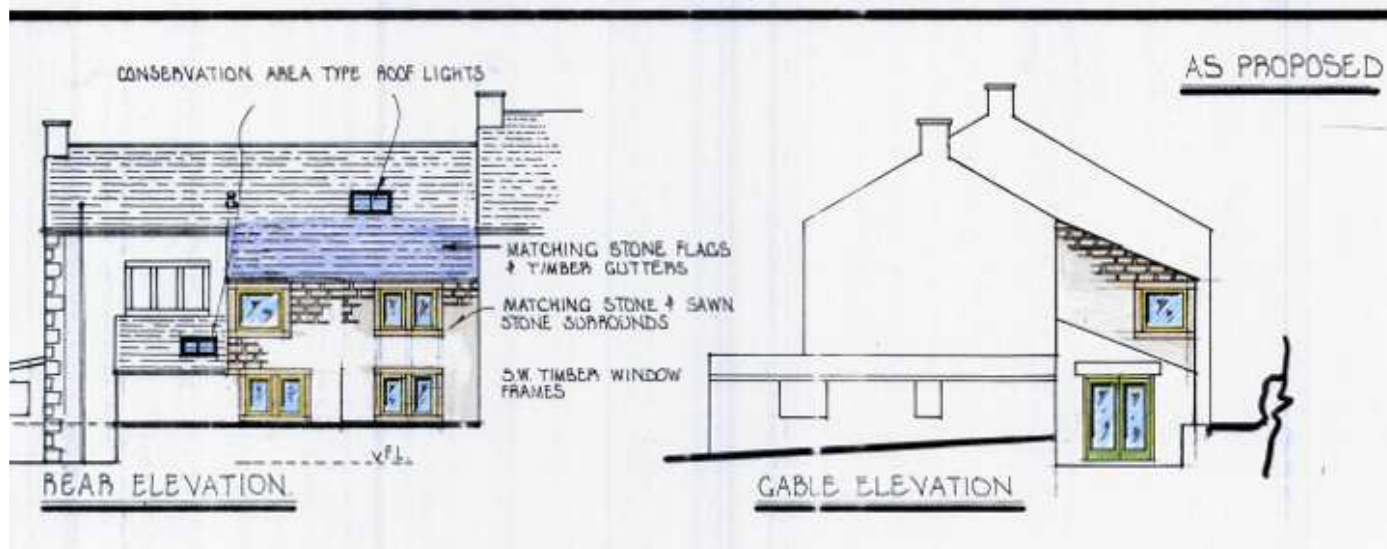 CONSERVATION AREA TYPE ROOF LIGHTS
AS PROPOSED
MATCHING STONE FLAGS
& TIMBER GUTTERS
MATCHING STONE & SAWN
STONE SURROUNDS
S.W. TIMBER WINDOW
FRAMES
F.L.
REAR ELEVATION
GABLE ELEVATION